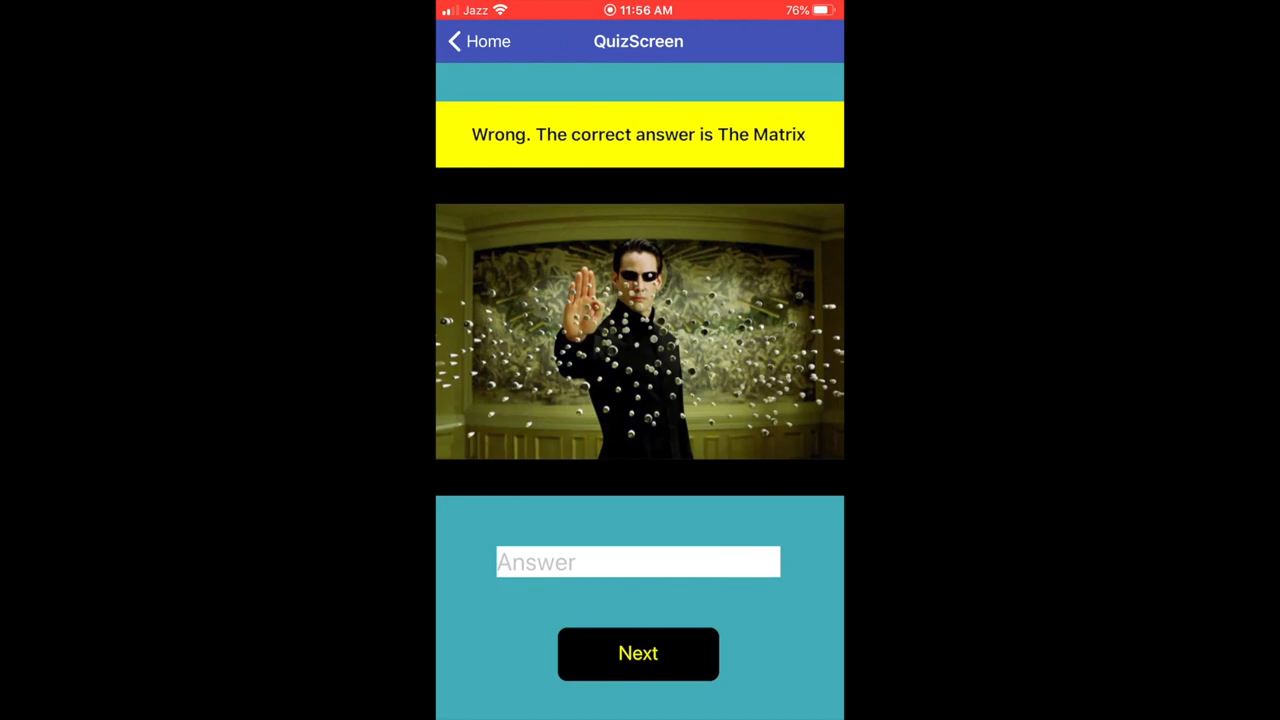 Jazz 11:56 AM 76%
Home QuizScreen
Wrong. The correct answer is The Matrix
Answer
Next